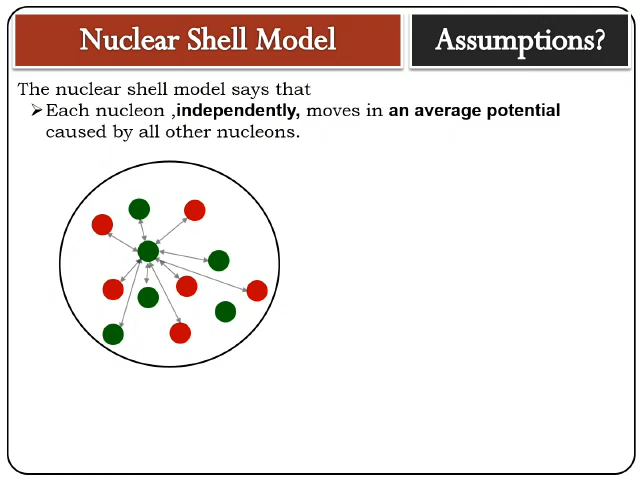 Nuclear Shell Model
Assumptions?
The nuclear shell model says that
➢Each nucleon ,independently, moves in an average potential
caused by all other nucleons.